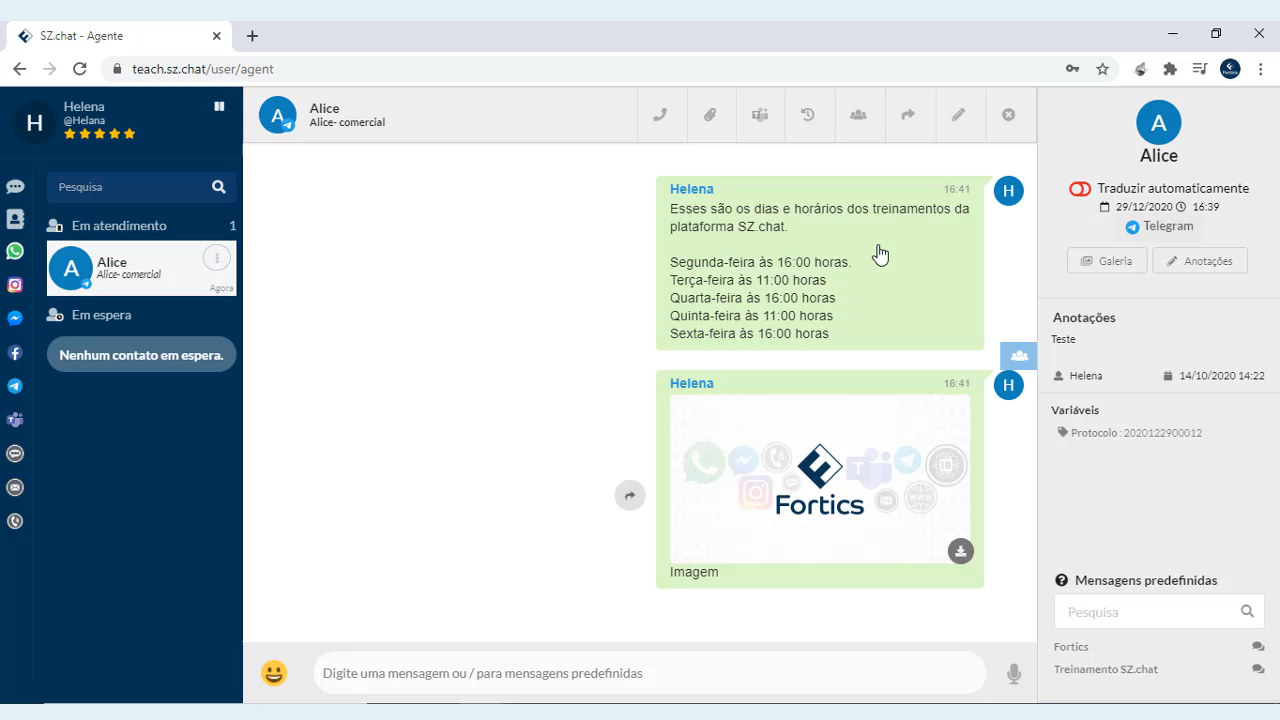 SZ.chat - Agente
teach.sz.chat/user/agent
Fortics
H
Helena
@Helana
Pesquisa
Em atendimento 1
A
Alice
Alice- comercial
Agora
Em espera
Nenhum contato em espera.
A
Alice
Alice- comercial
Helena 16:41
H
Esses são os dias e horários dos treinamentos da
plataforma SZ.chat.
Segunda-feira às 16:00 horas.
Terça-feira às 11:00 horas
Quarta-feira às 16:00 horas
Quinta-feira às 11:00 horas
Sexta-feira às 16:00 horas
Helena 16:41
H
Fortics
www
Imagem
Digite uma mensagem ou / para mensagens predefinidas
A
Alice
Traduzir automaticamente
29/12/2020 16:39
Telegram
Galeria
Anotações
Anotações
Teste
Helena 14/10/2020 14:22
Variáveis
Protocolo : 2020122900012
Mensagens predefinidas
Pesquisa
Fortics
Treinamento SZ.chat